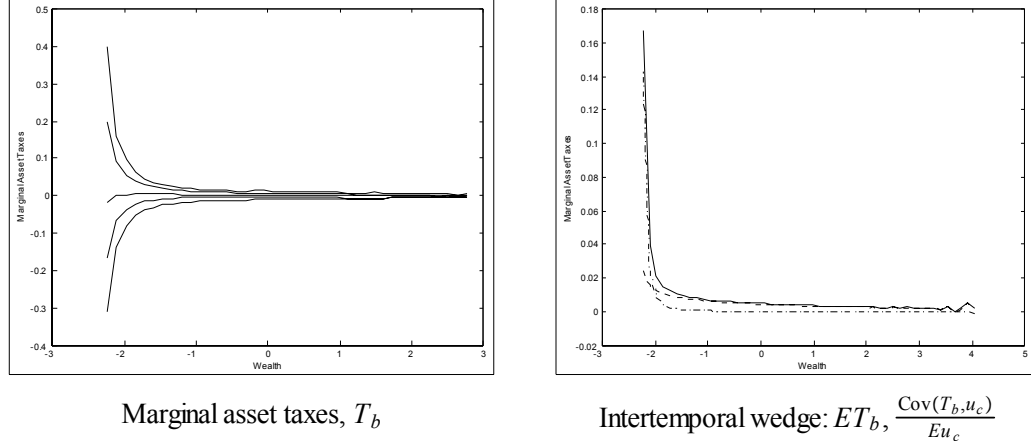 0.5
0.4
0.3
0.2
0.1
0
-0.1
-0.2
-0.3
-0.4
Marginal Asset Taxes
-3 -2 -1 0 1 2 3
Wealth
Marginal asset taxes, T_b
0.18
0.16
0.14
0.12
0.1
0.08
0.06
0.04
0.02
0
-0.02
Marginal Asset Taxes
-3 -2 -1 0 1 2 3 4 5
Wealth
Intertemporal wedge: ET_b, Cov(T_b,u_c)/Eu_c